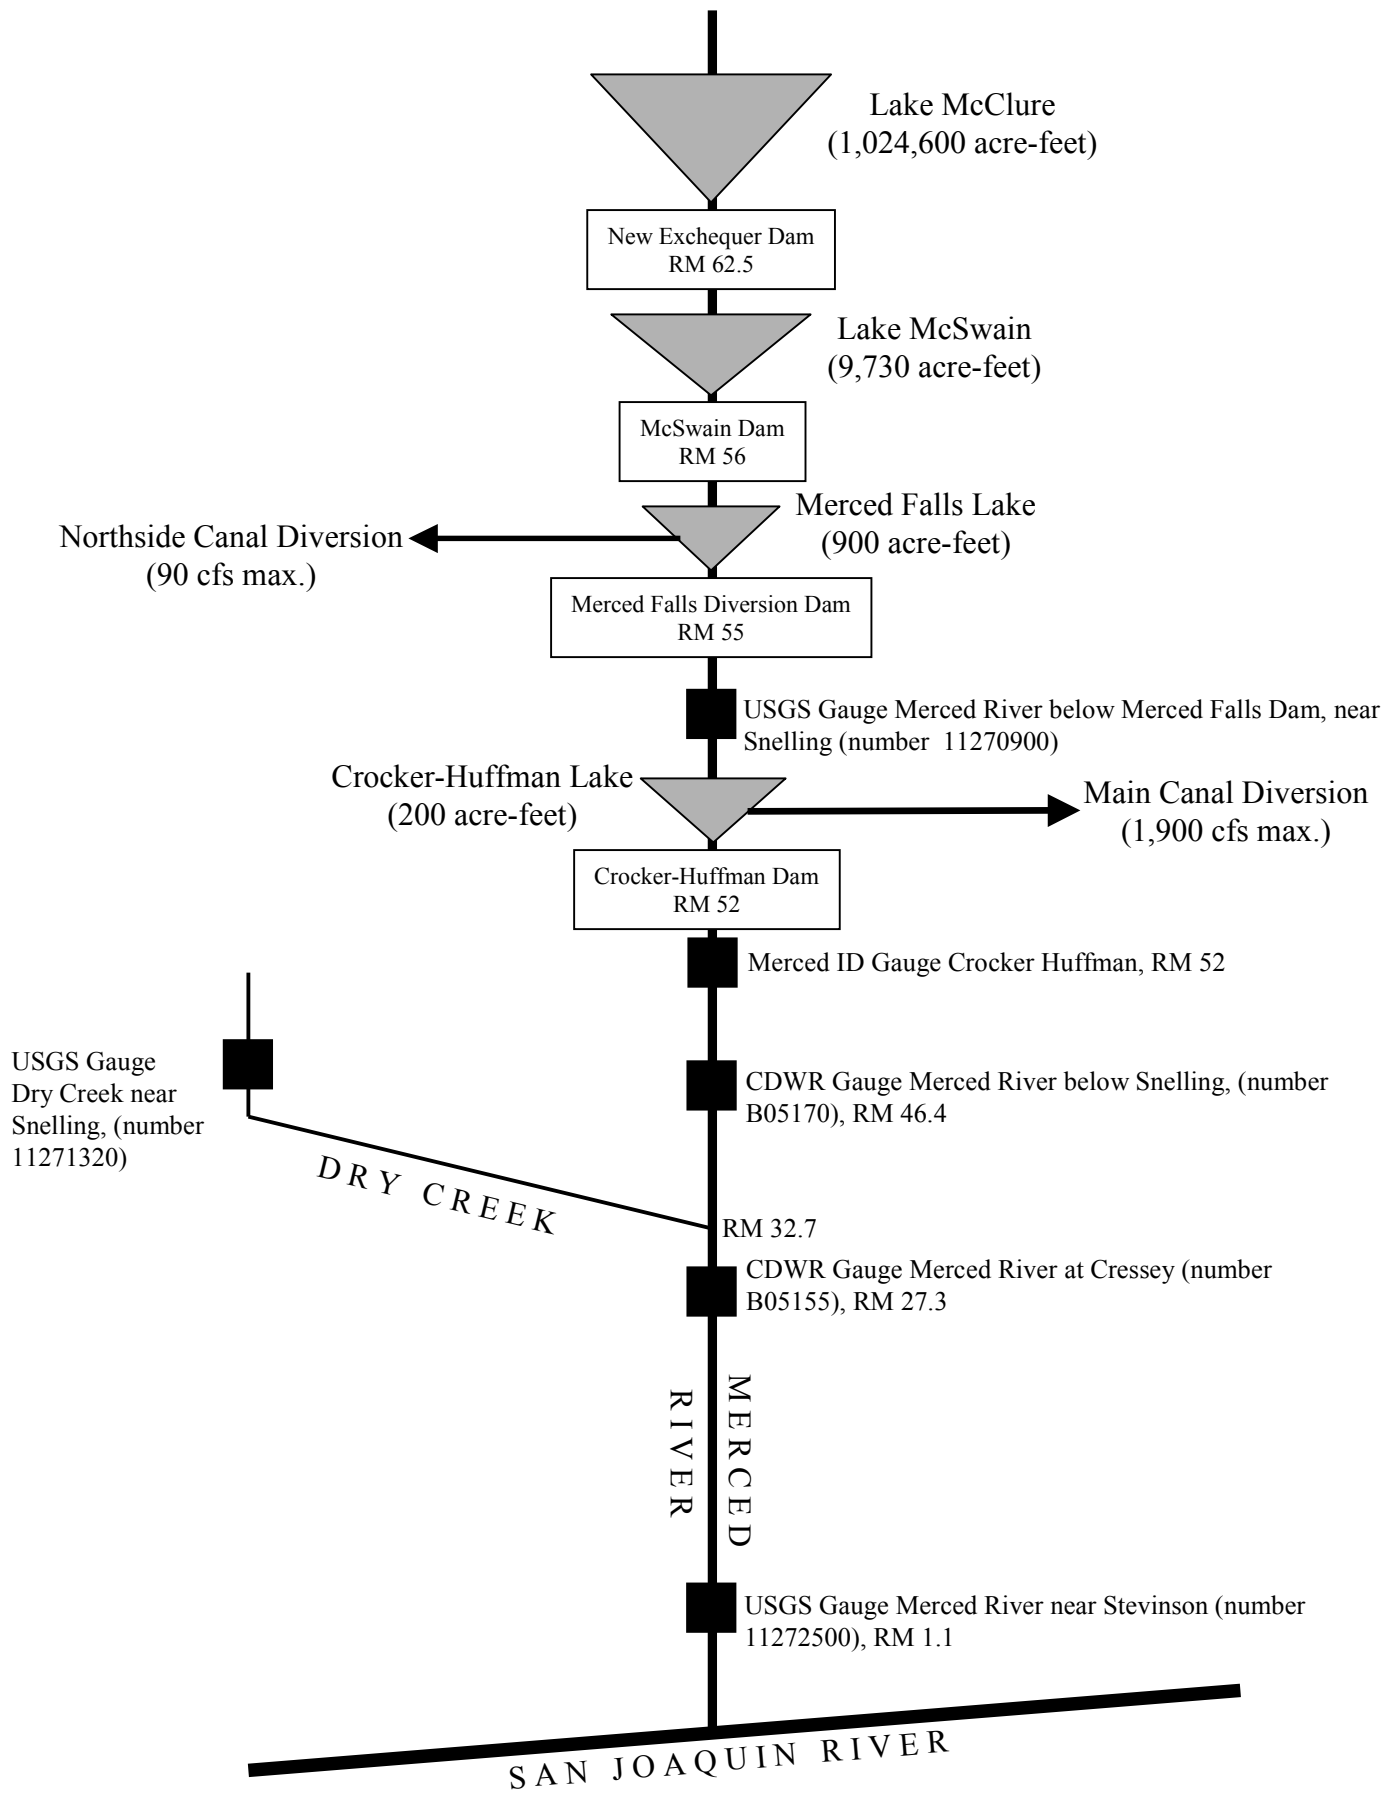 Lake McClure
(1,024,600 acre-feet)
New Exchequer Dam
RM 62.5
Lake McSwain
(9,730 acre-feet)
McSwain Dam
RM 56
Merced Falls Lake
(900 acre-feet)
Northside Canal Diversion
(90 cfs max.)
Merced Falls Diversion Dam
RM 55
USGS Gauge Merced River below Merced Falls Dam, near
Snelling (number  11270900)
Crocker-Huffman Lake
(200 acre-feet)
Main Canal Diversion
(1,900 cfs max.)
Crocker-Huffman Dam
RM 52
Merced ID Gauge Crocker Huffman, RM 52
USGS Gauge
Dry Creek near
Snelling, (number
11271320)
CDWR Gauge Merced River below Snelling, (number
B05170), RM 46.4
DRY CREEK
RM 32.7
CDWR Gauge Merced River at Cressey (number
B05155), RM 27.3
MERCED
RIVER
USGS Gauge Merced River near Stevinson (number
11272500), RM 1.1
SAN JOAQUIN RIVER